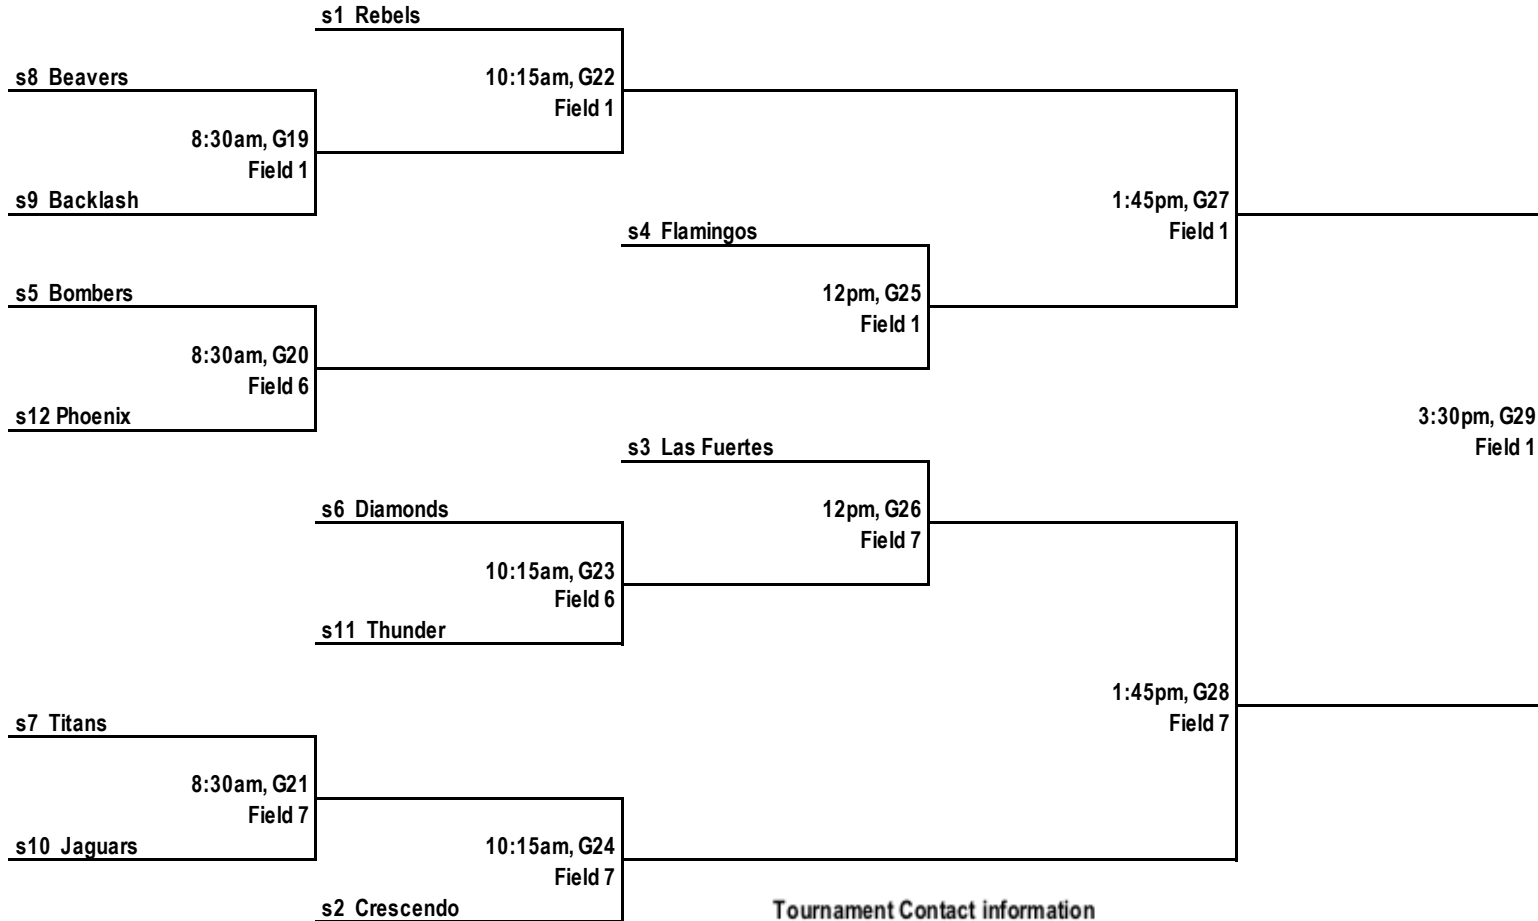 s1 Rebels
s8 Beavers
10:15am, G22
Field 1
8:30am, G19
Field 1
s9 Backlash
1:45pm, G27
Field 1
s4 Flamingos
s5 Bombers
12pm, G25
Field 1
8:30am, G20
Field 6
s12 Phoenix
3:30pm, G29
Field 1
s3 Las Fuertes
s6 Diamonds
12pm, G26
Field 7
10:15am, G23
Field 6
s11 Thunder
1:45pm, G28
Field 7
s7 Titans
8:30am, G21
Field 7
s10 Jaguars
10:15am, G24
Field 7
s2 Crescendo
Tournament Contact information